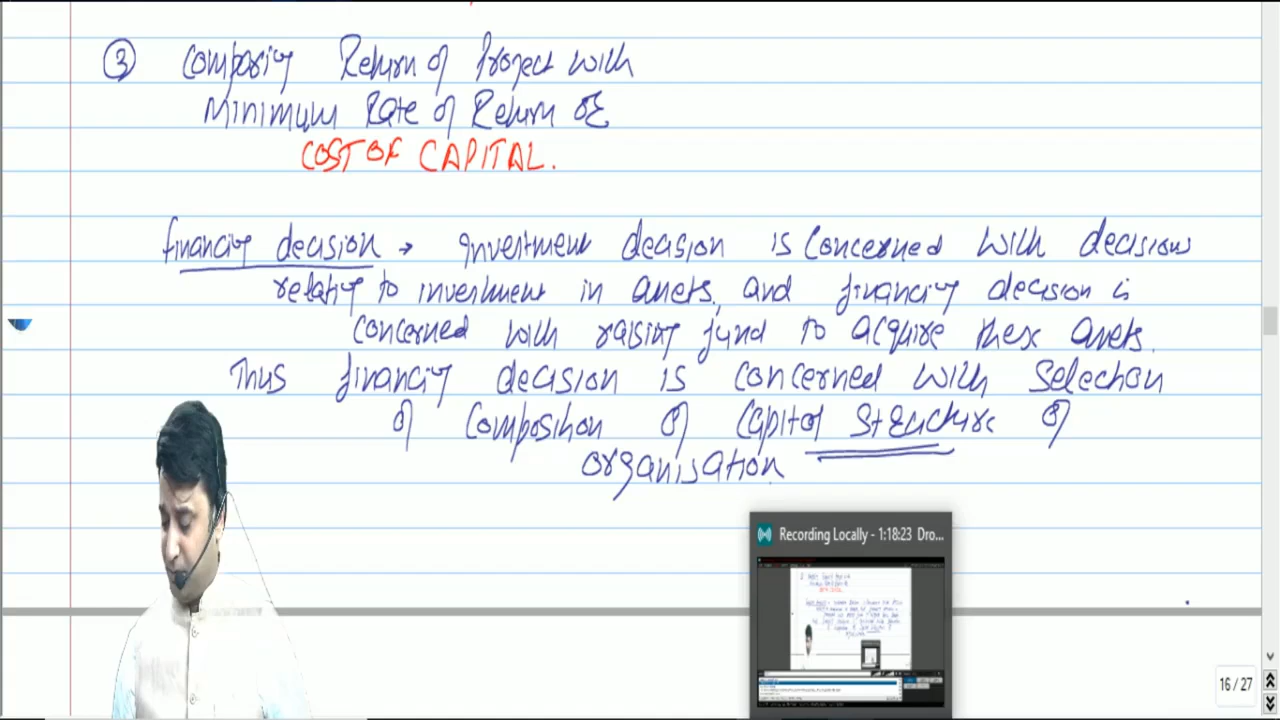 3 Comparing Return of Project with
Minimum Rate of Return or
COST OF CAPITAL.
financing decision → Investment decision is concerned with decisions
relating to investment in assets, and financing decision is
concerned with raising fund to acquire these assets.
Thus financing decision is concerned with selection
of composition of capital structure of
organisation.
Recording Locally - 1:18:23 Dro...
16 / 27